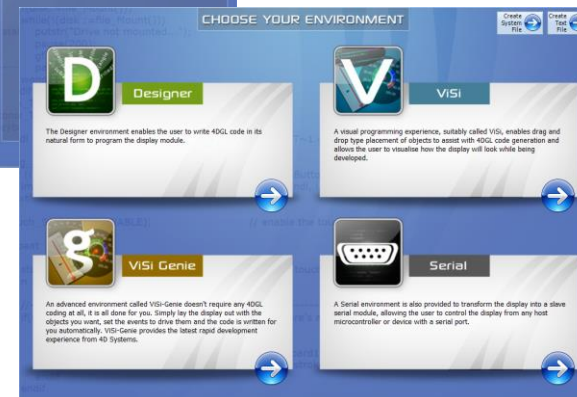 CHOOSE YOUR ENVIRONMENT
Create
System
File
Create
Text
File
D
Designer
The Designer environment enables the user to write 4DGL code in its
natural form to program the display module.
V
ViSi
A visual programming experience, suitably called ViSi, enables drag and
drop type placement of objects to assist with 4DGL code generation and
allows the user to visualise how the display will look while being
developed.
g
ViSi Genie
An advanced environment called ViSi-Genie doesn't require any 4DGL
coding at all, it is all done for you. Simply lay the display out with the
objects you want, set the events to drive them and the code is written for
you automatically. ViSi-Genie provides the latest rapid development
experience from 4D Systems.
Serial
A Serial environment is also provided to transform the display into a slave
serial module, allowing the user to control the display from any host
microcontroller or device with a serial port.